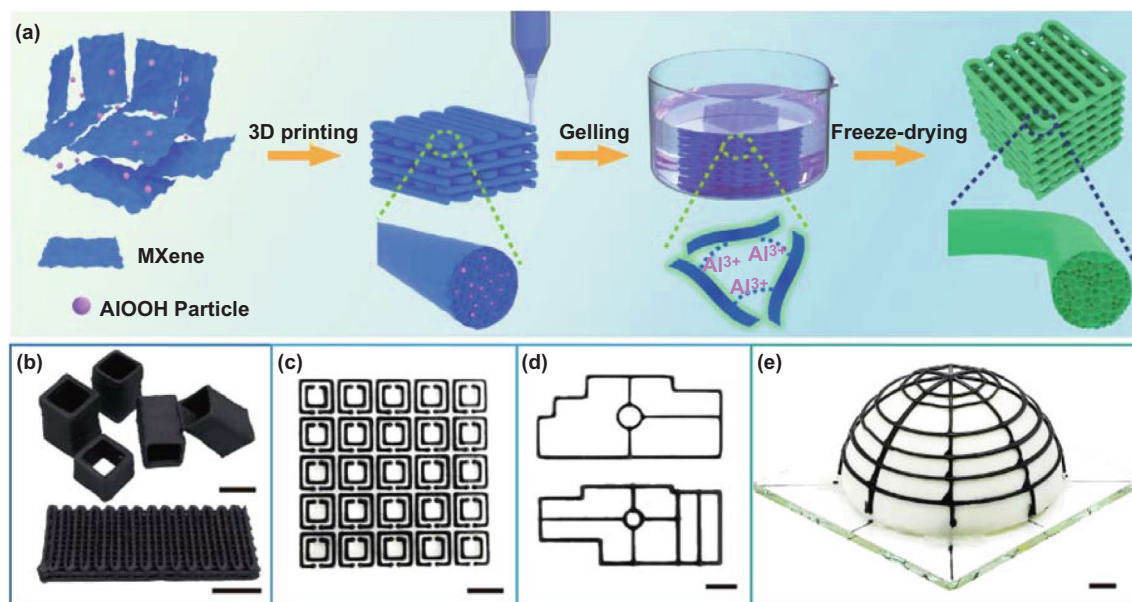 (a)
3D printing
Gelling
Freeze-drying
MXene
AlOOH Particle
Al3+
Al3+
Al3+
(b)
(c)
(d)
(e)